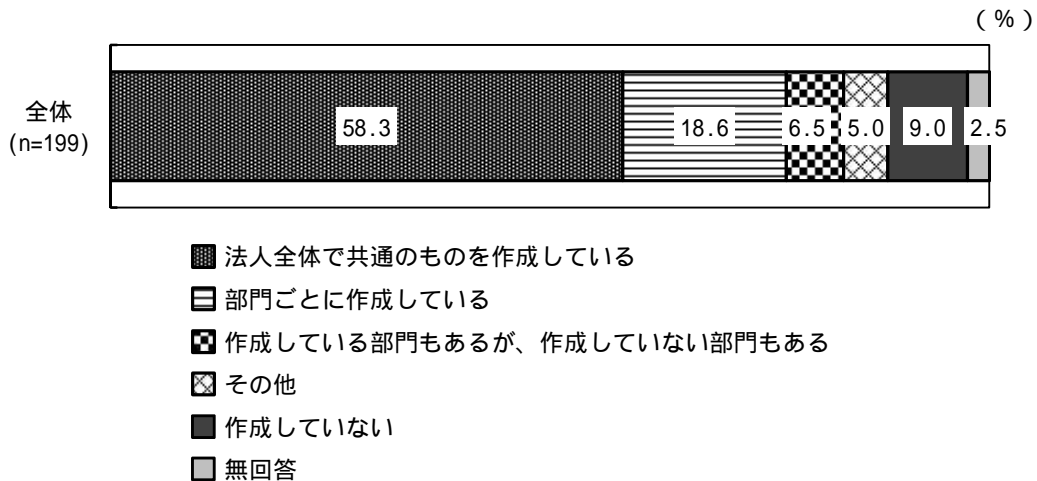 (%)
全体
(n=199)
58.3 18.6 6.5 5.0 9.0 2.5
法人全体で共通のものを作成している
部門ごとに作成している
作成している部門もあるが、作成していない部門もある
その他
作成していない
無回答